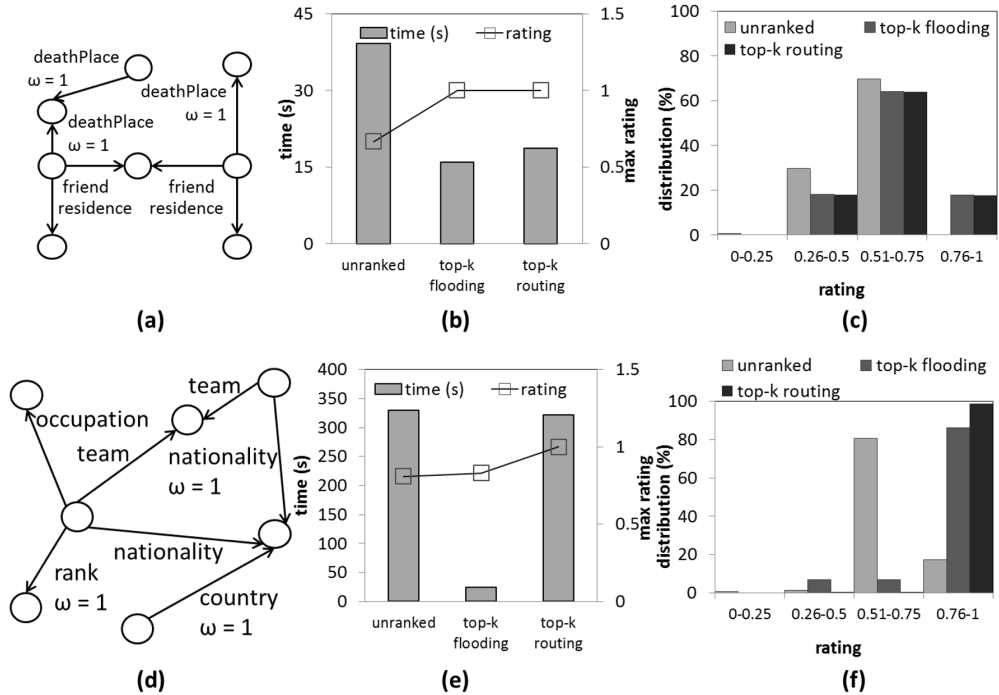 deathPlace
ω = 1
deathPlace
ω = 1
deathPlace
ω = 1
friend
friend
residence
residence
(a)
time (s)
rating
45
30
15
0
time (s)
1.5
1
0.5
0
max rating
unranked
top-k flooding
top-k routing
(b)
unranked
top-k flooding
top-k routing
100
80
60
40
20
0
distribution (%)
0-0.25
0.26-0.5
0.51-0.75
0.76-1
rating
(c)
occupation
team
team
nationality
ω = 1
nationality
rank
ω = 1
country
ω = 1
(d)
time (s)
rating
400
350
300
250
200
150
100
50
0
time (s)
1.5
1
0.5
0
max rating
unranked
top-k flooding
top-k routing
(e)
unranked
top-k flooding
top-k routing
100
80
60
40
20
0
distribution (%)
0-0.25
0.26-0.5
0.51-0.75
0.76-1
rating
(f)